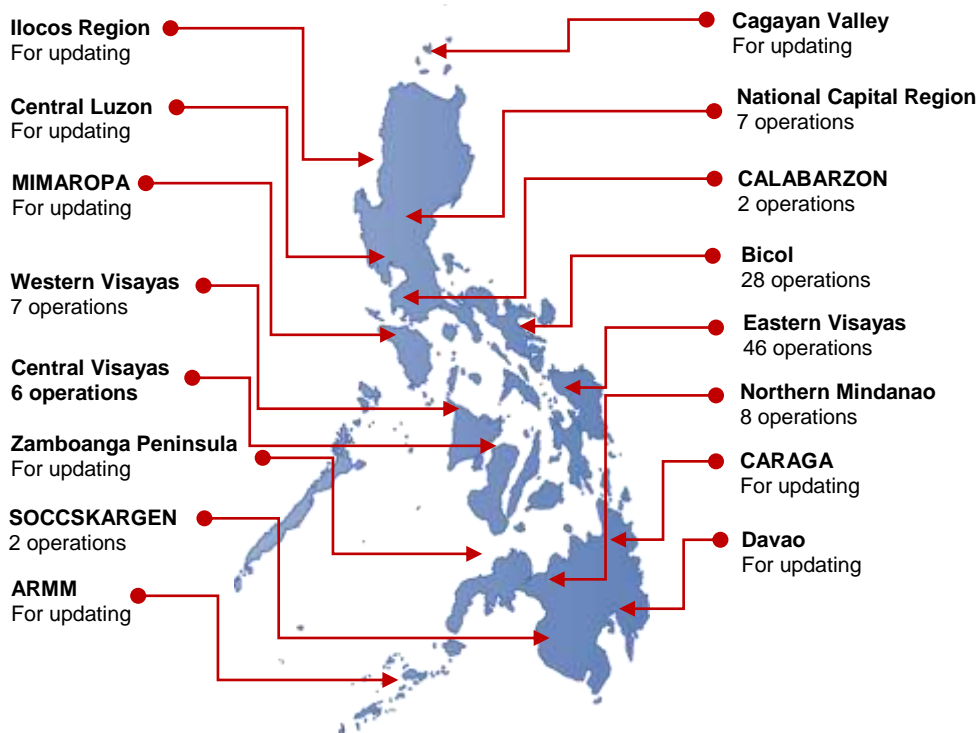 Ilocos Region
For updating
Central Luzon
For updating
MIMAROPA
For updating
Western Visayas
7 operations
Central Visayas
6 operations
Zamboanga Peninsula
For updating
SOCCSKARGEN
2 operations
ARMM
For updating
Cagayan Valley
For updating
National Capital Region
7 operations
CALABARZON
2 operations
Bicol
28 operations
Eastern Visayas
46 operations
Northern Mindanao
8 operations
CARAGA
For updating
Davao
For updating